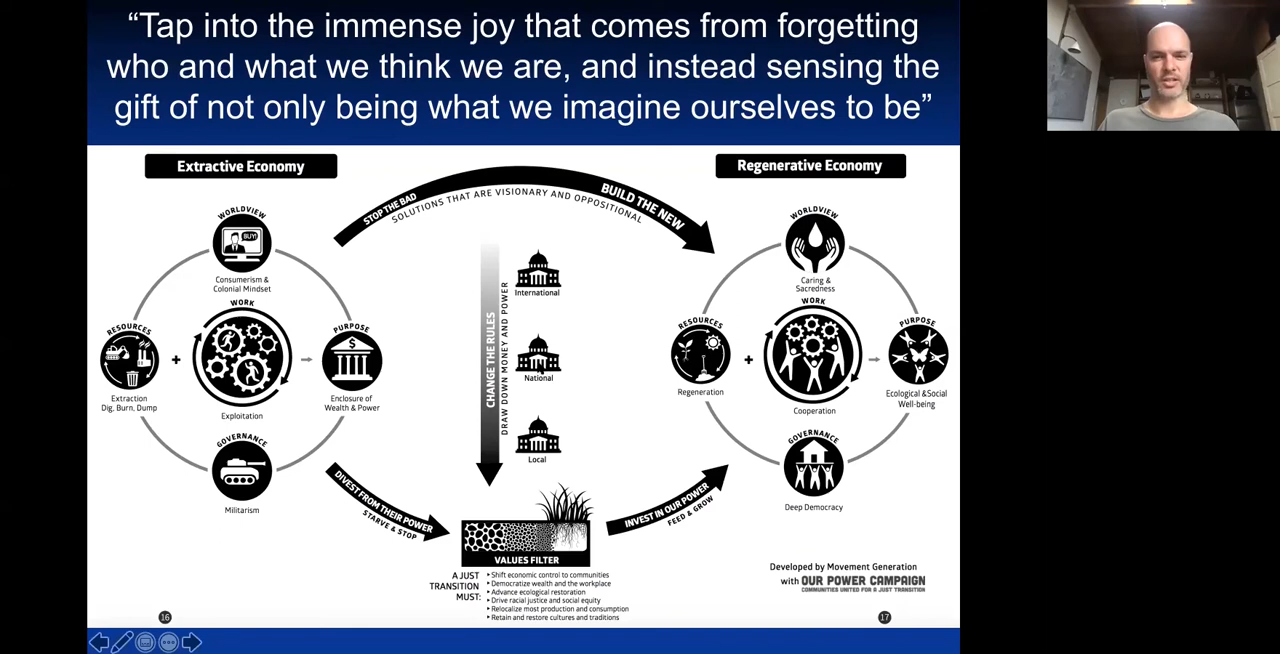 “Tap into the immense joy that comes from forgetting
who and what we think we are, and instead sensing the
gift of not only being what we imagine ourselves to be”
Extractive Economy
Regenerative Economy
STOP THE BAD
BUILD THE NEW
SOLUTIONS THAT ARE VISIONARY AND OPPOSITIONAL
WORLDVIEW
BUY!
Consumerism &
Colonial Mindset
WORK
Exploitation
RESOURCES
Extraction
Dig, Burn, Dump
+
PURPOSE
$
Enclosure of
Wealth & Power
GOVERNANCE
Militarism
CHANGE THE RULES
DRAW DOWN MONEY AND POWER
International
National
Local
WORLDVIEW
Caring &
Sacredness
WORK
Cooperation
RESOURCES
Regeneration
+
PURPOSE
Ecological & Social
Well-being
GOVERNANCE
Deep Democracy
DIVEST FROM THEIR POWER
STARVE & STOP
INVEST IN OUR POWER
FEED & GROW
VALUES FILTER
A JUST
TRANSITION
MUST:
‣ Shift economic control to communities
‣ Democratize wealth and the workplace
‣ Advance ecological restoration
‣ Drive racial justice and social equity
‣ Relocalize most production and consumption
‣ Retain and restore cultures and traditions
Developed by Movement Generation
with OUR POWER CAMPAIGN
COMMUNITIES UNITED FOR A JUST TRANSITION
16
17